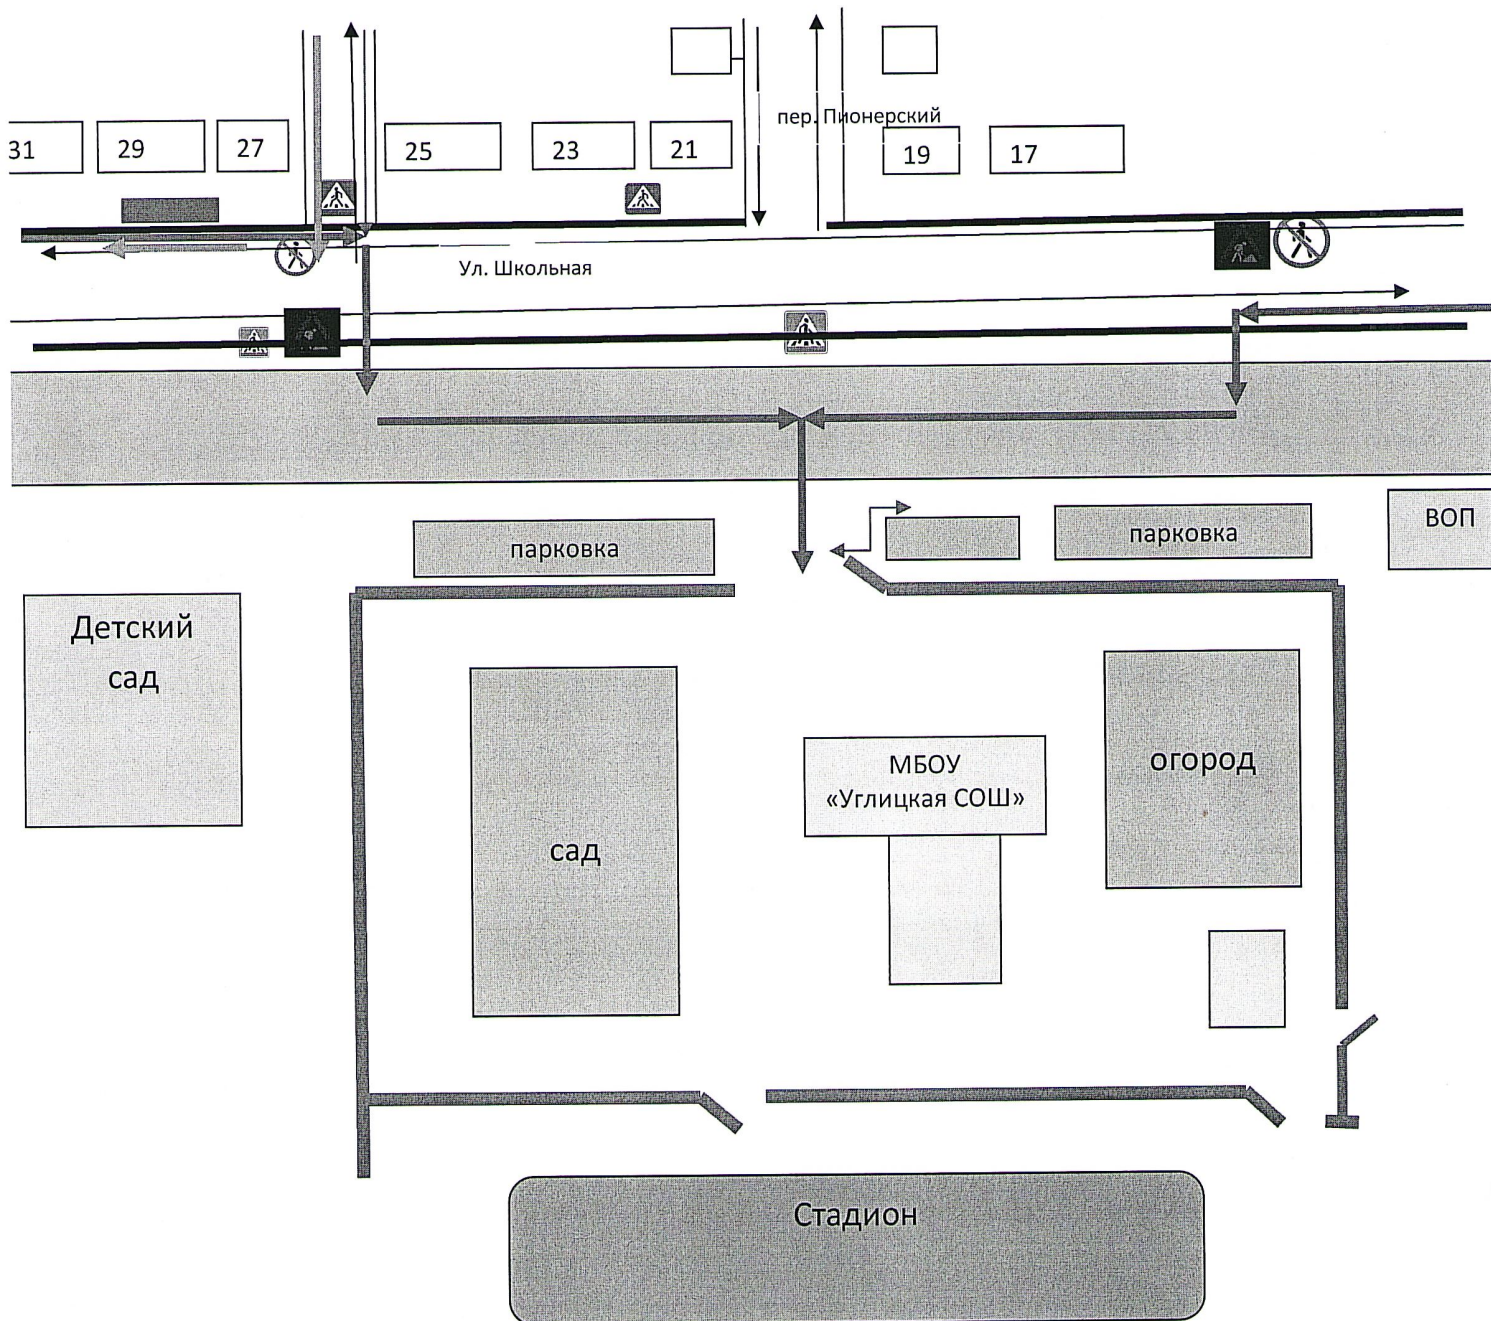 пер. Пионерский
31
29
27
25
23
21
19
17
Ул. Школьная
ВОП
парковка
парковка
Детский
сад
МБОУ
«Углицкая СОШ»
огород
сад
Стадион